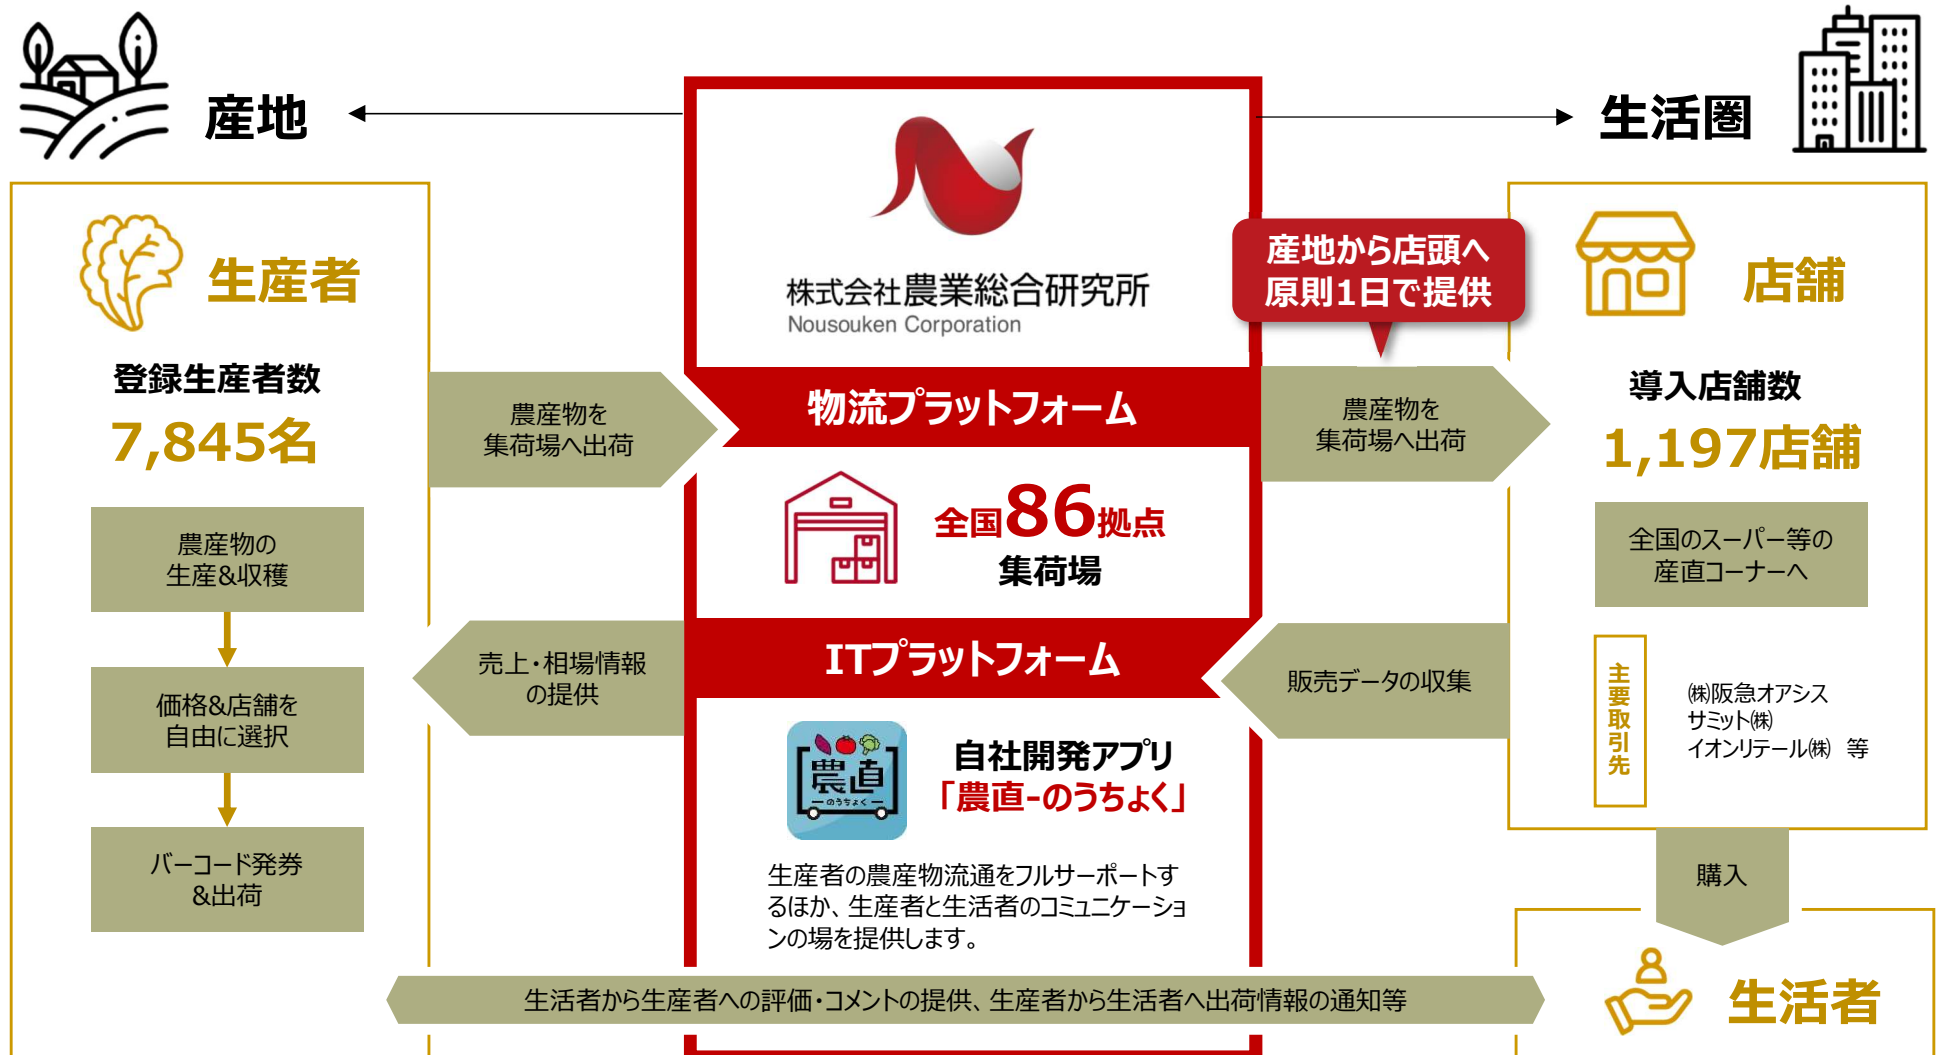 産地
生活圏
株式会社農業総合研究所
Nousouken Corporation
産地から店頭へ
原則1日で提供
生産者
登録生産者数
7,845名
農産物の
生産&収穫
価格&店舗を
自由に選択
バーコード発券
&出荷
農産物を
集荷場へ出荷
物流プラットフォーム
全国86拠点
集荷場
農産物を
集荷場へ出荷
店舗
導入店舗数
1,197店舗
全国のスーパー等の
産直コーナーへ
主要取引先
㈱阪急オアシス
サミット㈱
イオンリテール㈱ 等
売上・相場情報
の提供
ITプラットフォーム
販売データの収集
農直
のうちょく
自社開発アプリ
「農直-のうちょく」
生産者の農産物流通をフルサーポートす
るほか、生産者と生活者のコミュニケーショ
ンの場を提供します。
購入
生活者から生産者への評価・コメントの提供、生産者から生活者へ出荷情報の通知等
生活者